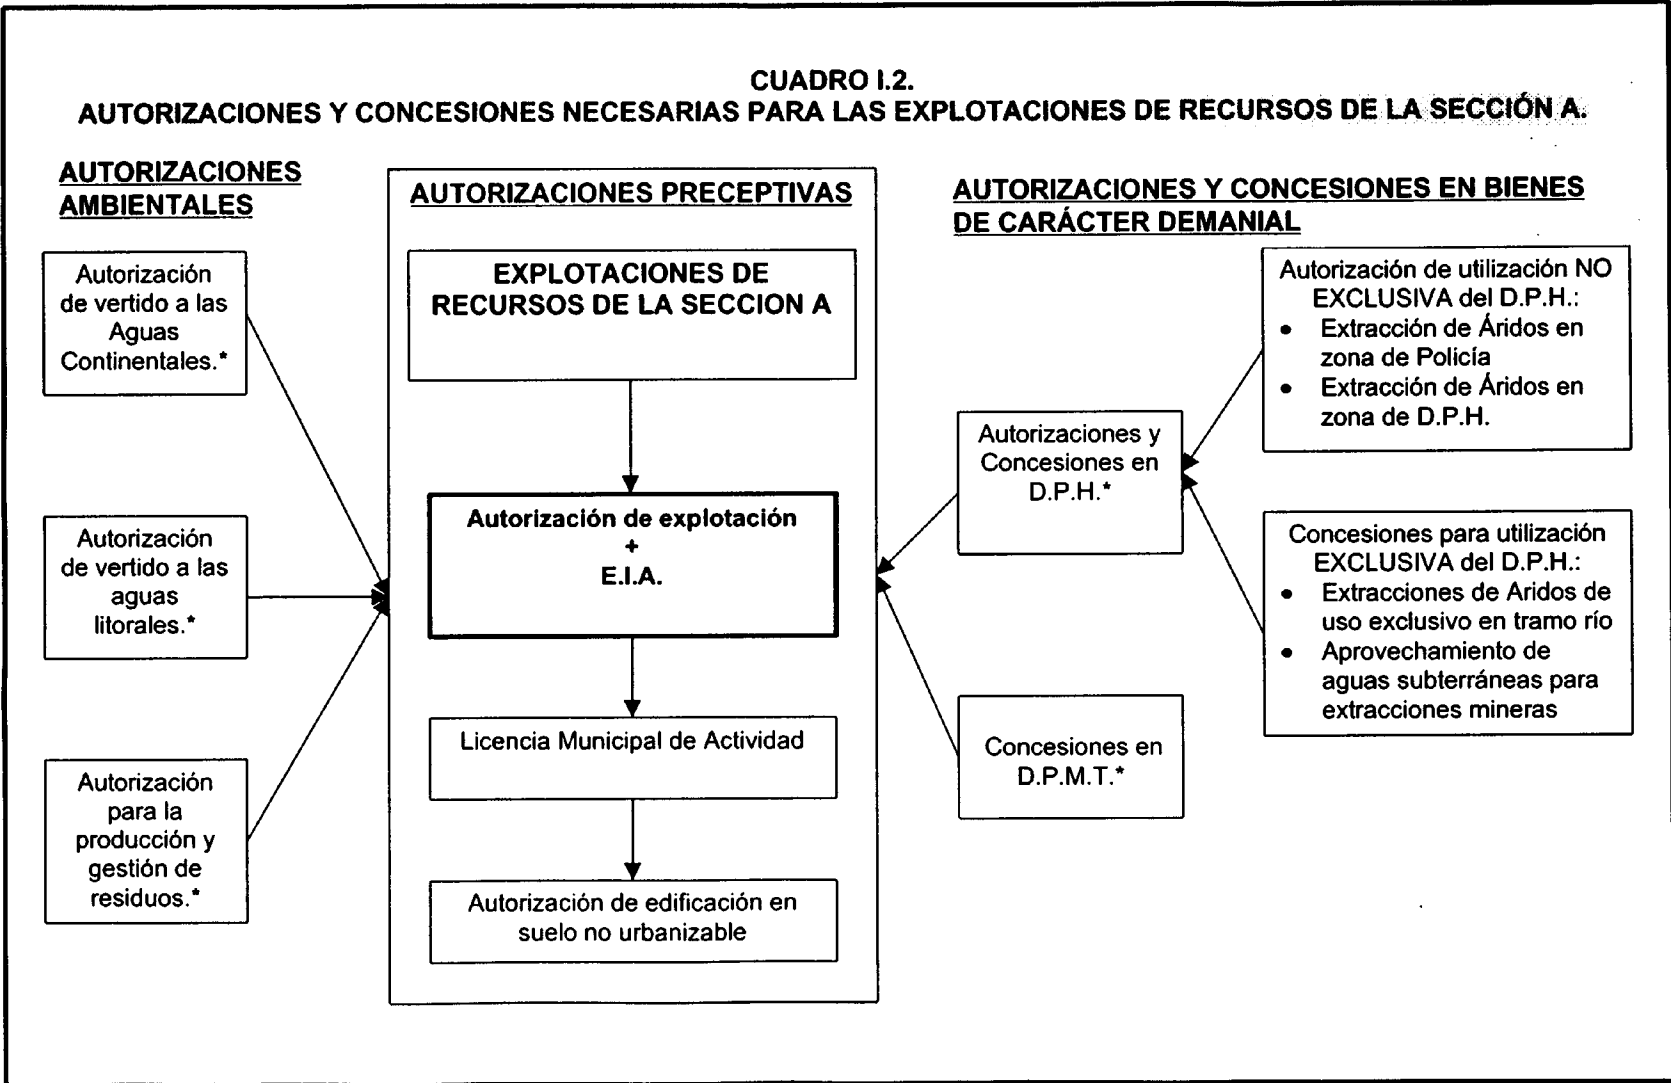 CUADRO I.2.
AUTORIZACIONES Y CONCESIONES NECESARIAS PARA LAS EXPLOTACIONES DE RECURSOS DE LA SECCIÓN A.
AUTORIZACIONES
AMBIENTALES
Autorización
de vertido a las
Aguas
Continentales.*
Autorización
de vertido a las
aguas
litorales.*
Autorización
para la
producción y
gestión de
residuos.*
AUTORIZACIONES PRECEPTIVAS
EXPLOTACIONES DE
RECURSOS DE LA SECCION A
Autorización de explotación
+
E.I.A.
Licencia Municipal de Actividad
Autorización de edificación en
suelo no urbanizable
AUTORIZACIONES Y CONCESIONES EN BIENES
DE CARÁCTER DEMANIAL
Autorizaciones y
Concesiones en
D.P.H.*
Concesiones en
D.P.M.T.*
Autorización de utilización NO
EXCLUSIVA del D.P.H.:
• Extracción de Áridos en
zona de Policía
• Extracción de Áridos en
zona de D.P.H.
Concesiones para utilización
EXCLUSIVA del D.P.H.:
• Extracciones de Aridos de
uso exclusivo en tramo río
• Aprovechamiento de
aguas subterráneas para
extracciones mineras